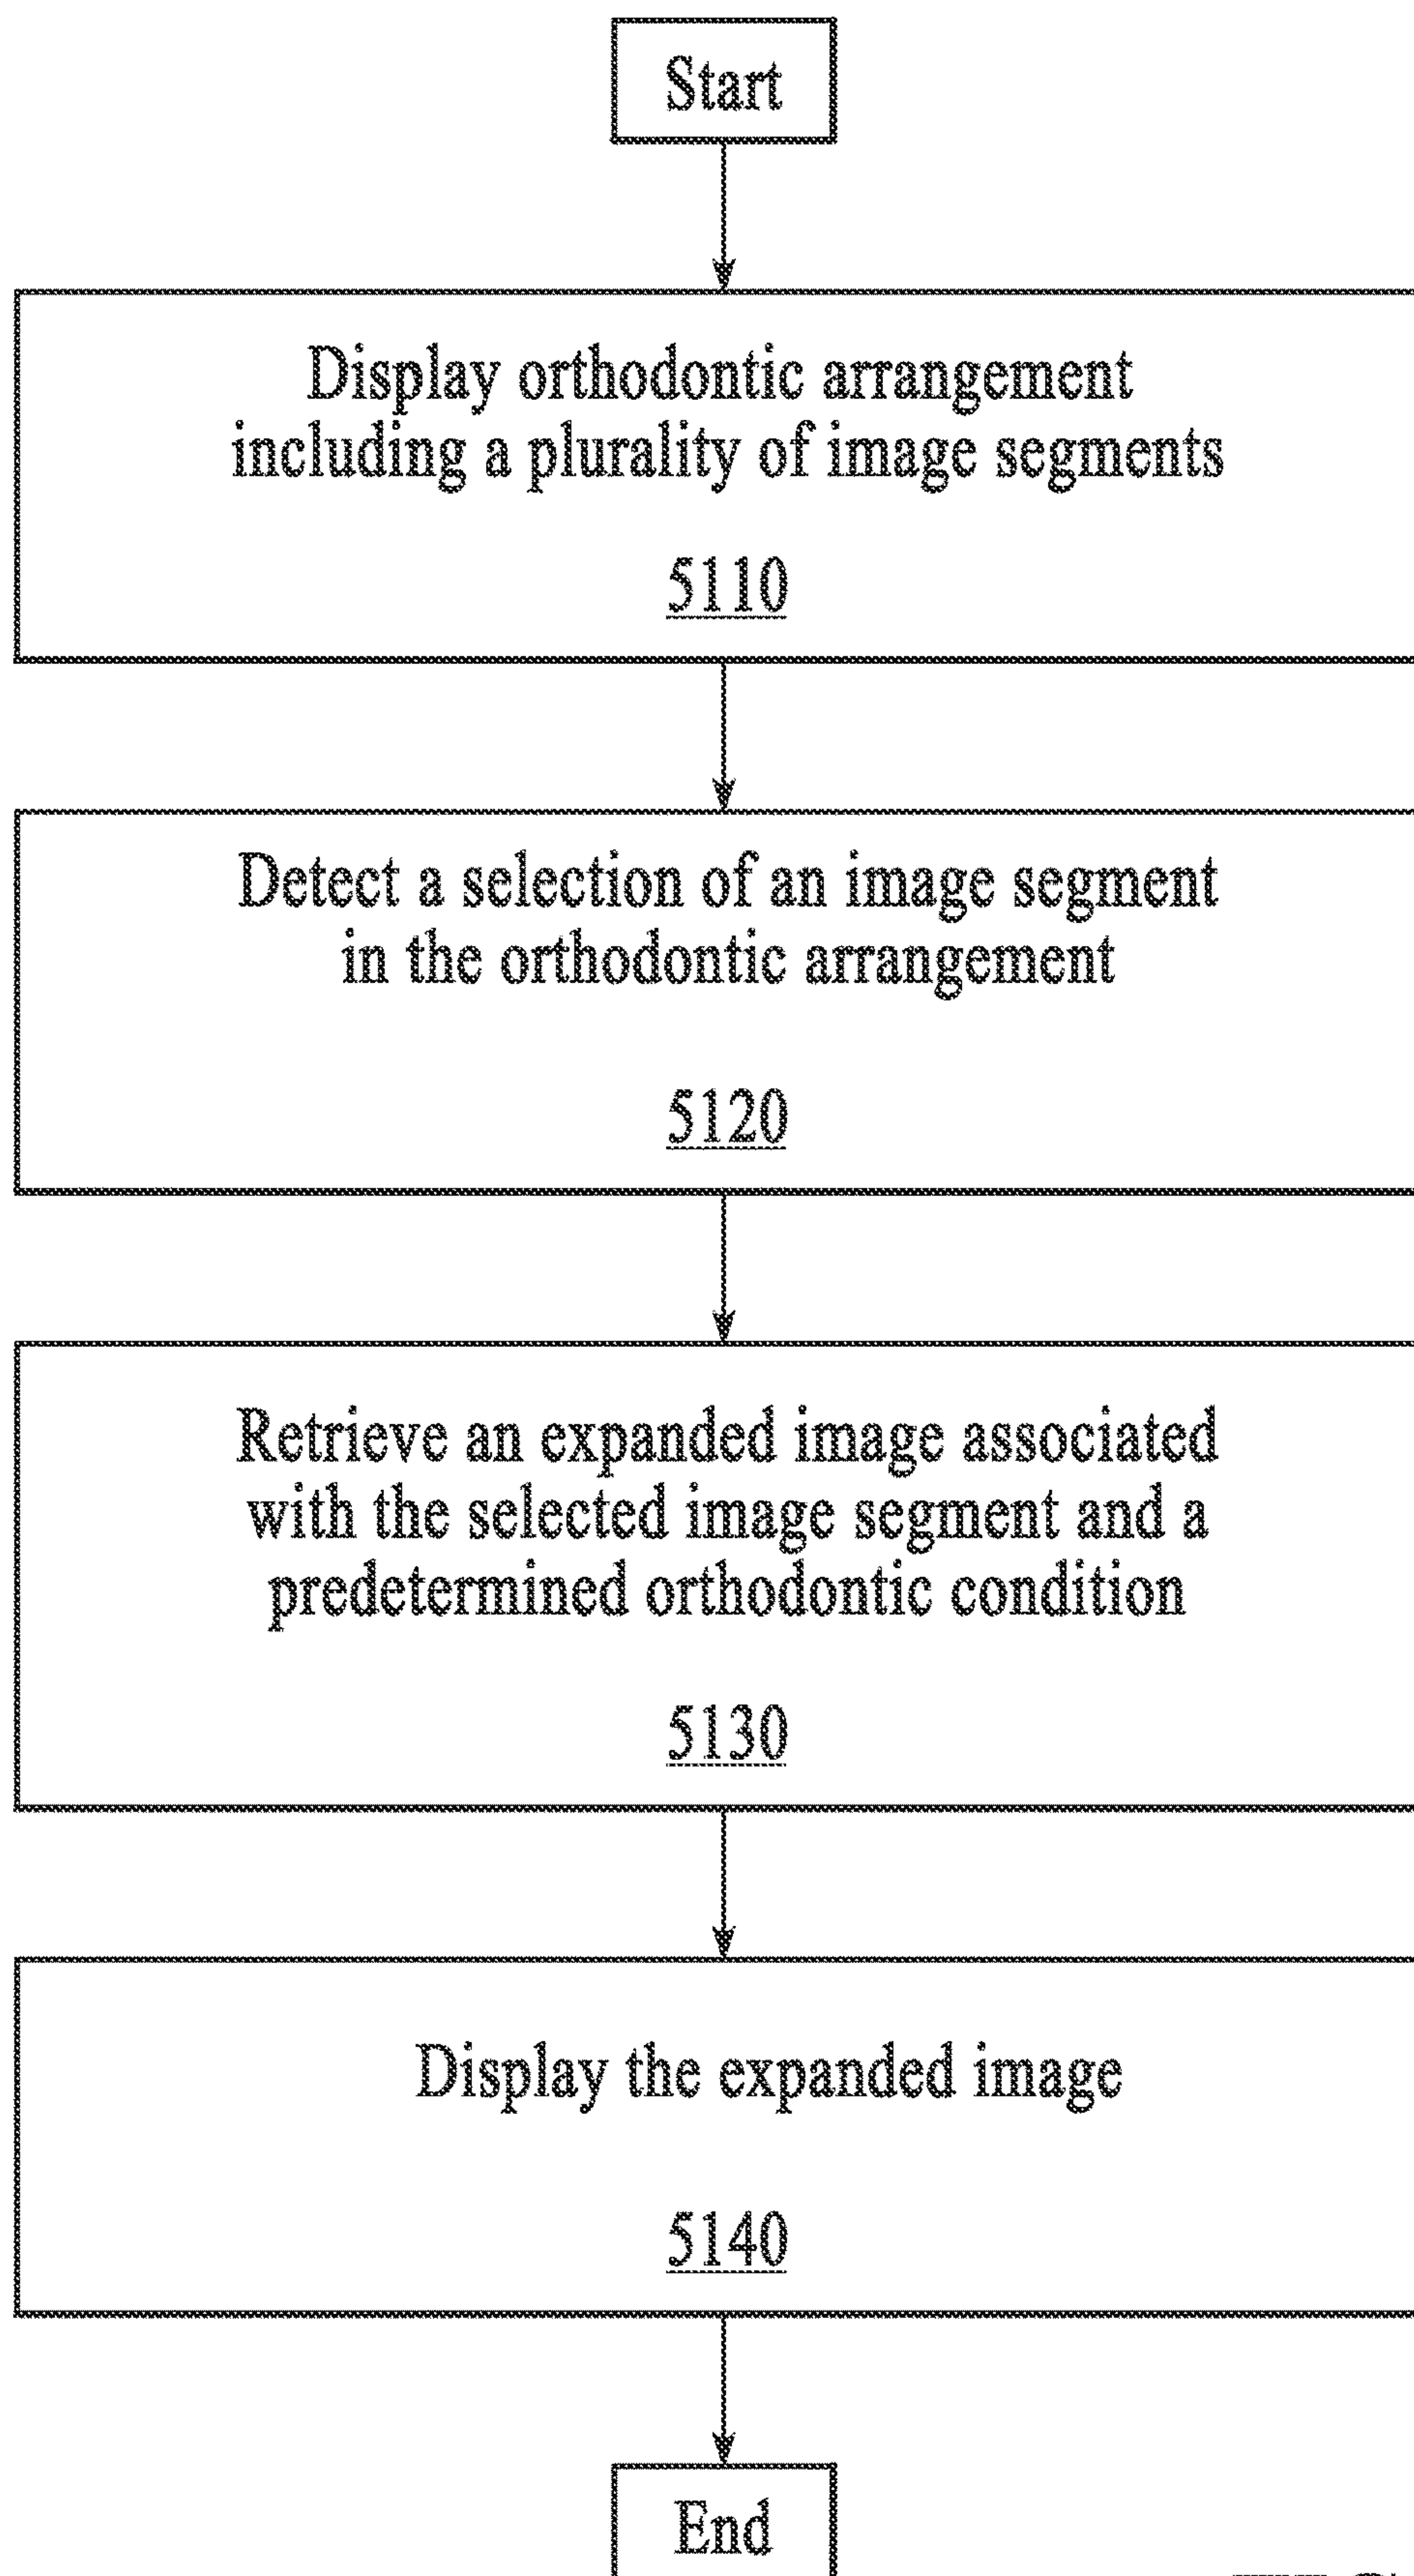 Start
Display orthodontic arrangement
including a plurality of image segments
5110
Detect a selection of an image segment
in the orthodontic arrangement
5120
Retrieve an expanded image associated
with the selected image segment and a
predetermined orthodontic condition
5130
Display the expanded image
5140
End